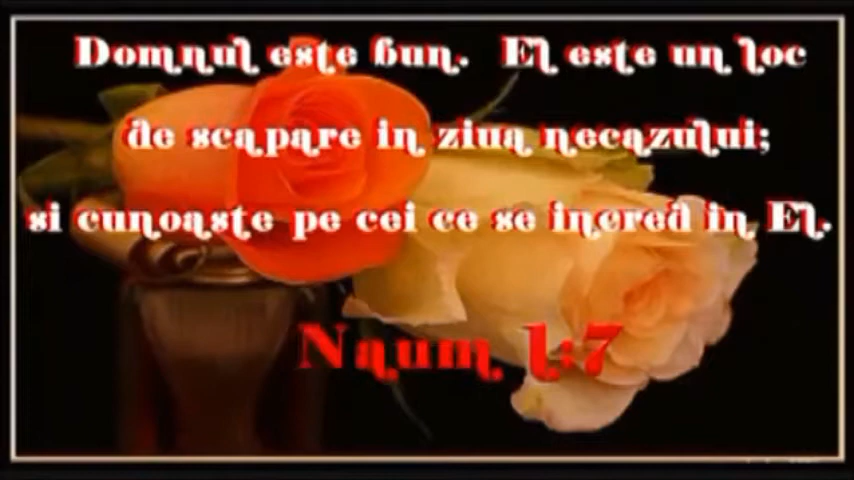 Domnul este bun. El este un loc
de scapare in ziua necazului;
si cunoaste pe cei ce se incred in El.
Naum 1:7